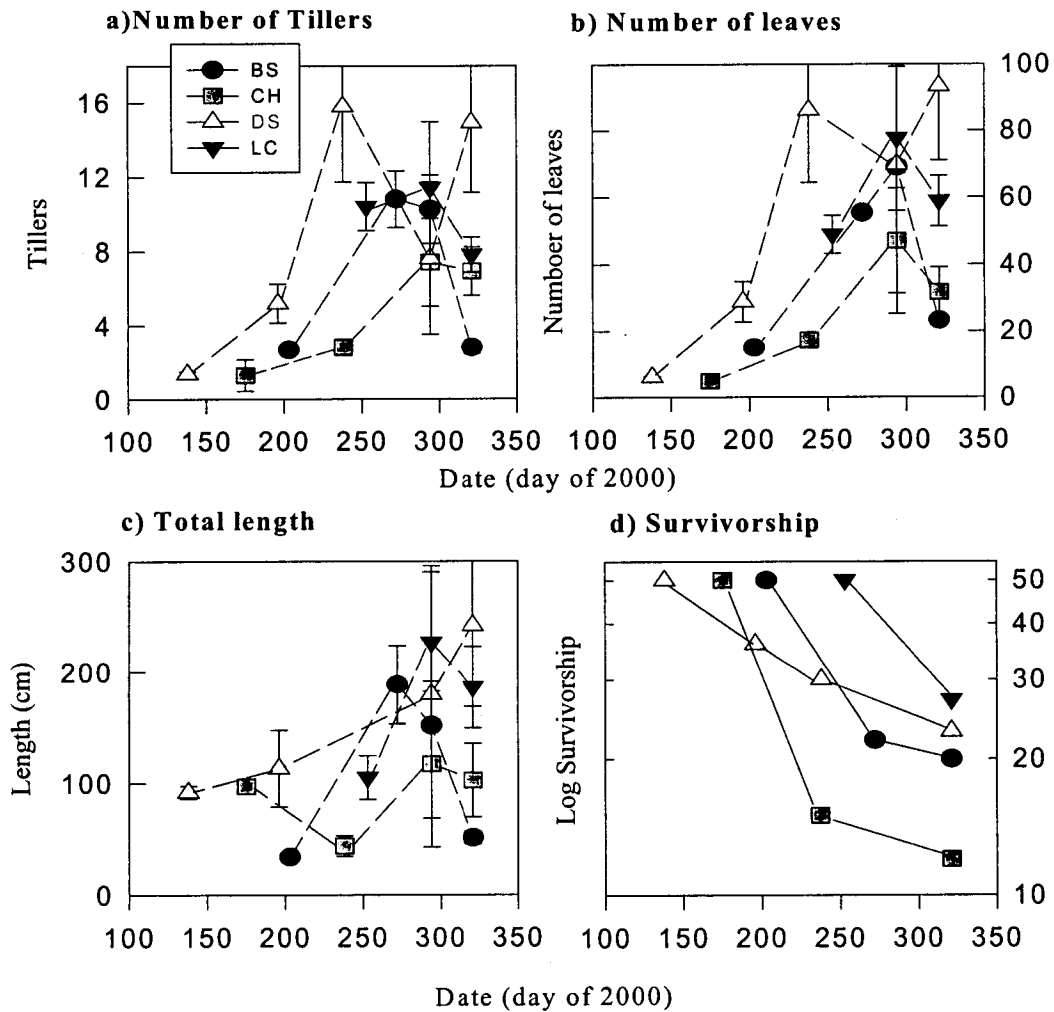 a)Number of Tillers
b) Number of leaves
BS
CH
DS
LC
Tillers
16
12
8
4
0
100 150 200 250 300 350
Numboer of leaves
100
80
60
40
20
0
100 150 200 250 300 350
Date (day of 2000)
c) Total length
d) Survivorship
Length (cm)
300
200
100
0
100 150 200 250 300 350
Log Survivorship
50
40
30
20
10
100 150 200 250 300 350
Date (day of 2000)